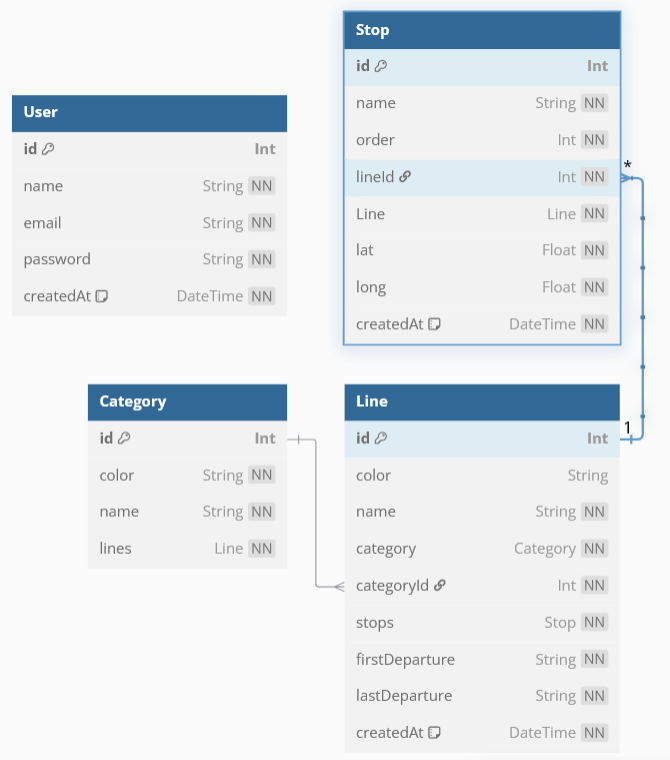 User
id Int
name String NN
email String NN
password String NN
createdAt DateTime NN
Stop
id Int
name String NN
order Int NN
lineId Int NN
Line Line NN
lat Float NN
long Float NN
createdAt DateTime NN
*
1
Category
id Int
color String NN
name String NN
lines Line NN
Line
id Int
color String
name String NN
category Category NN
categoryId Int NN
stops Stop NN
firstDeparture String NN
lastDeparture String NN
createdAt DateTime NN